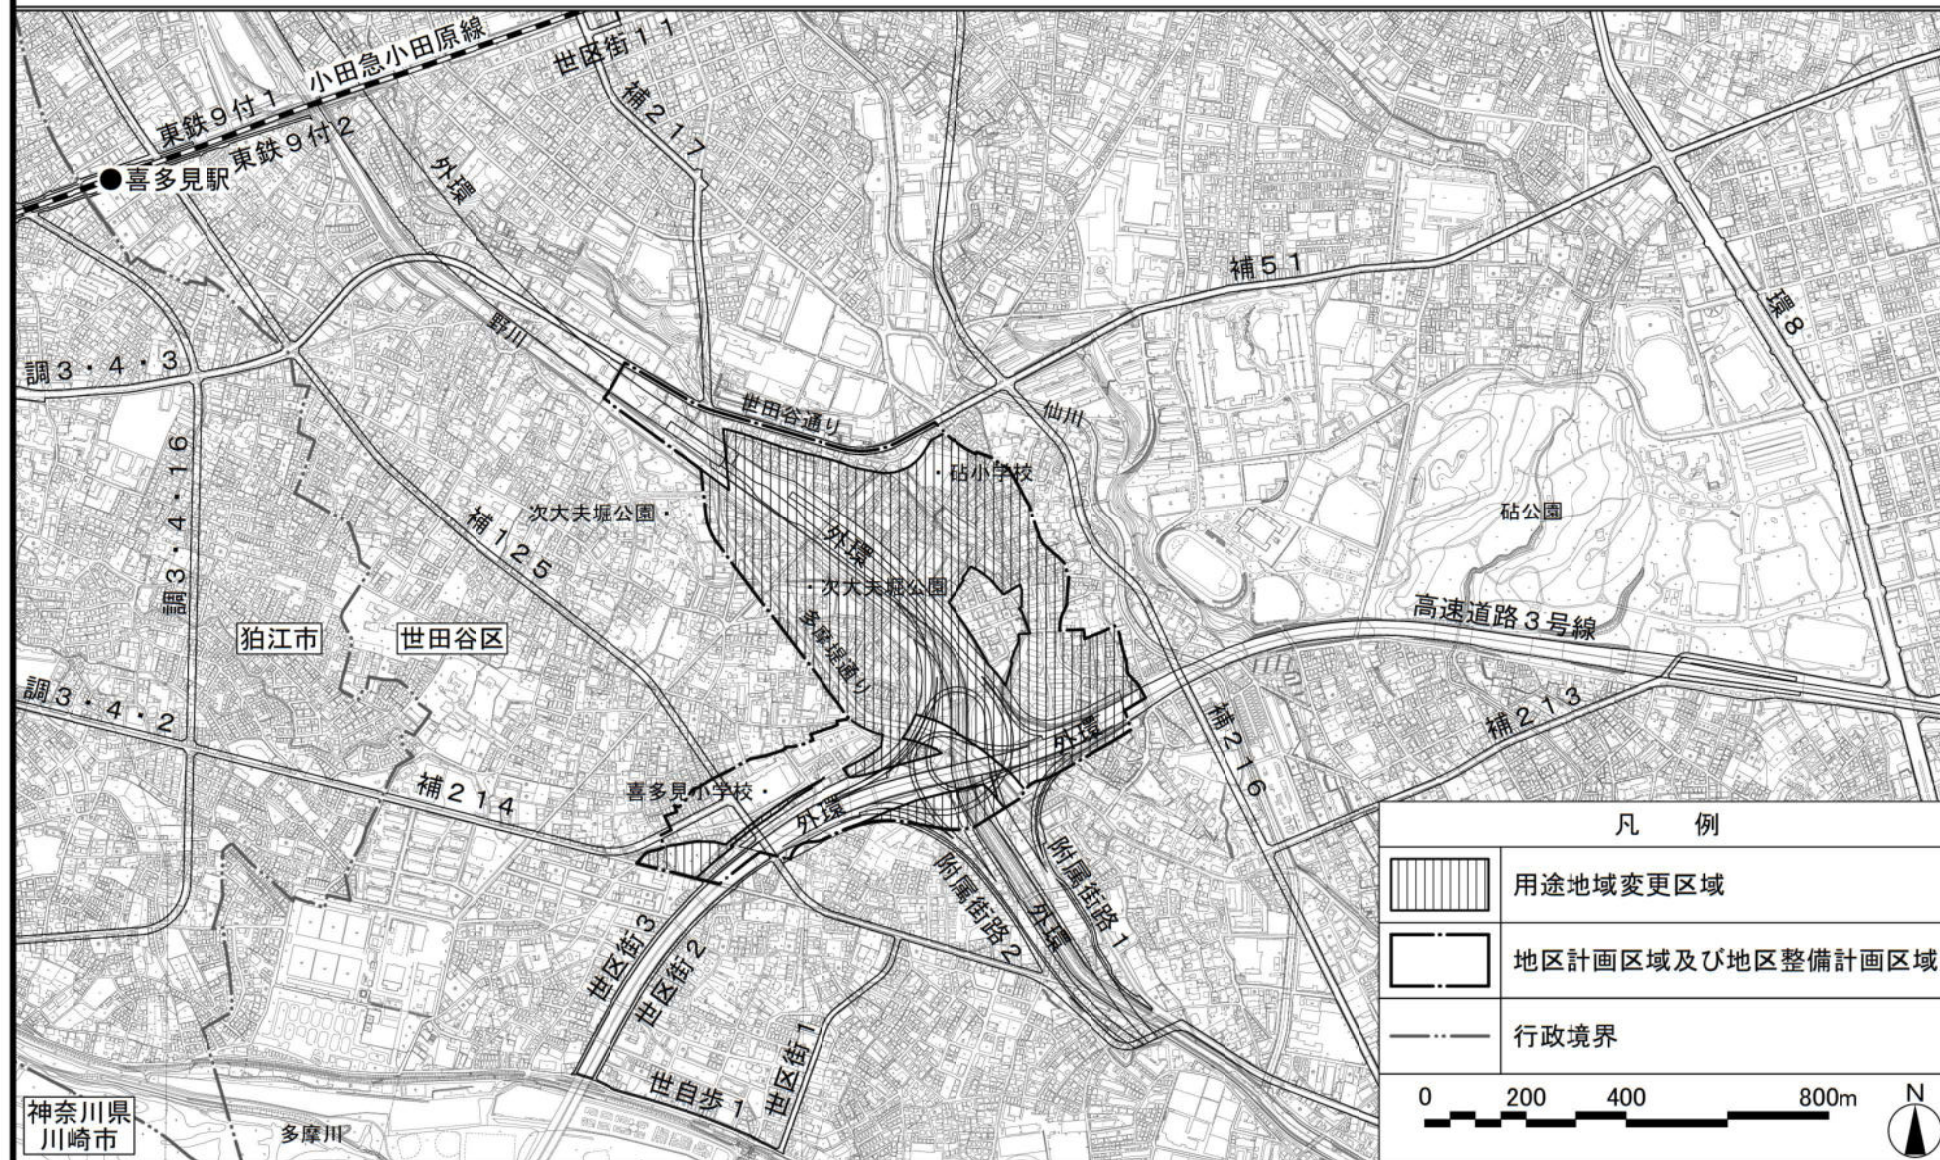 小田急小田原線
世区街11
東鉄9付1
補217
東鉄9付2
喜多見駅
外環
補51
環8
野川
調3・4・3
世田谷通り
仙川
砧小学校
調3・4・16
次大夫堀公園
補125
砧公園
外環
次大夫堀公園
多摩堤通り
高速道路3号線
狛江市
世田谷区
調3・4・2
補213
補216
外環
補214
喜多見小学校
外環
附属街路2
附属街路1
外環
世区街3
世区街2
世区街1
世自歩1
多摩川
神奈川県
川崎市
凡 例
用途地域変更区域
地区計画区域及び地区整備計画区域
行政境界
0 200 400 800m
N